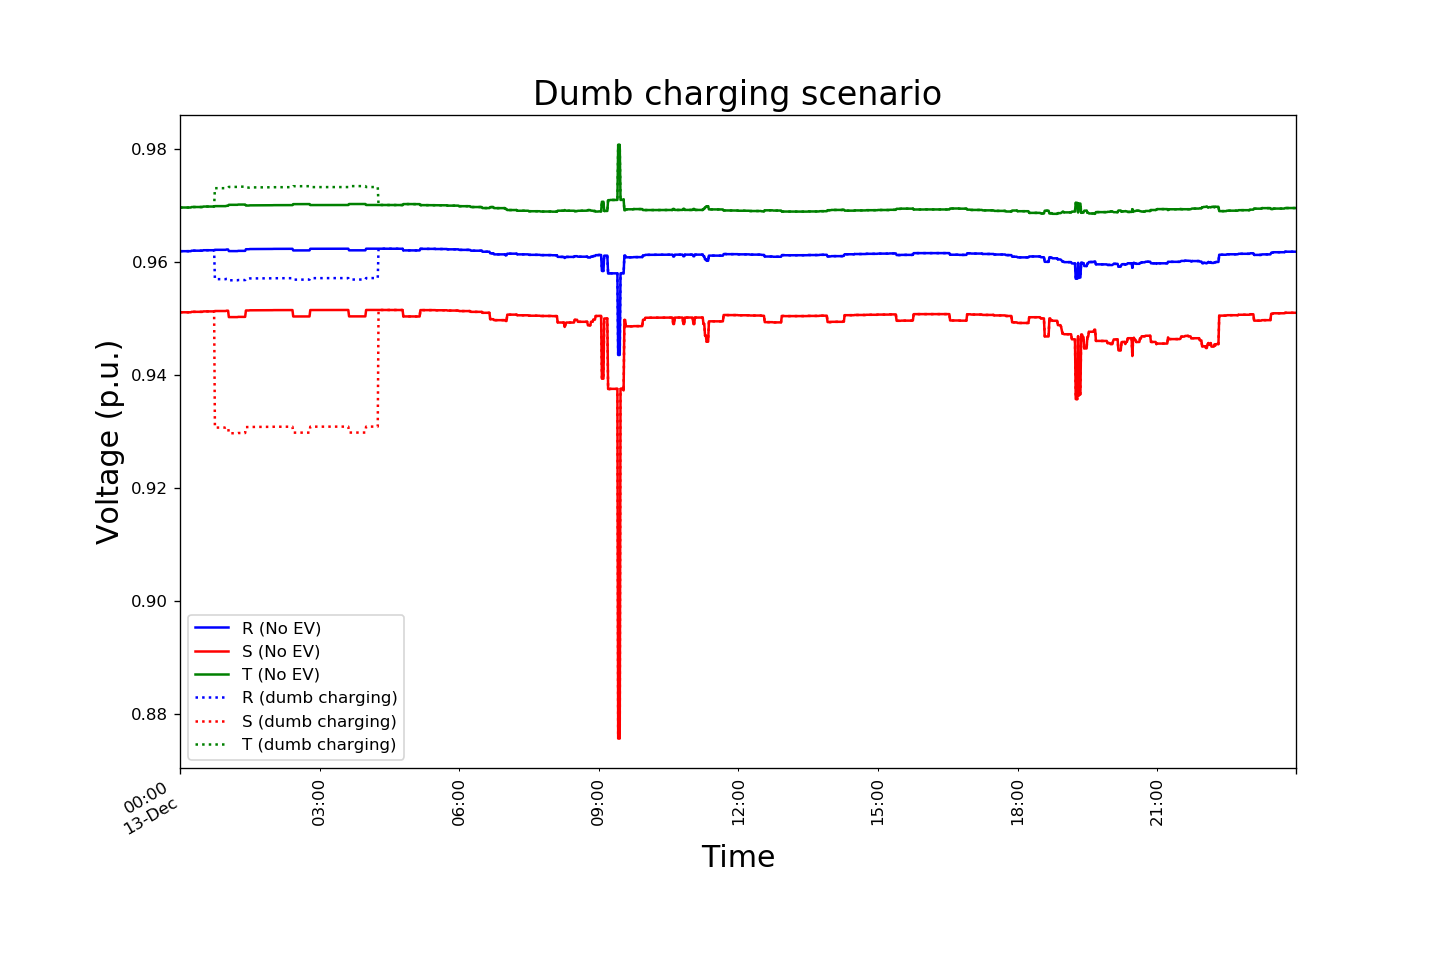 Dumb charging scenario
Voltage (p.u.)
0.98
0.96
0.94
0.92
0.90
0.88
R (No EV)
S (No EV)
T (No EV)
R (dumb charging)
S (dumb charging)
T (dumb charging)
00:00
13-Dec
03:00
06:00
09:00
12:00
15:00
18:00
21:00
Time